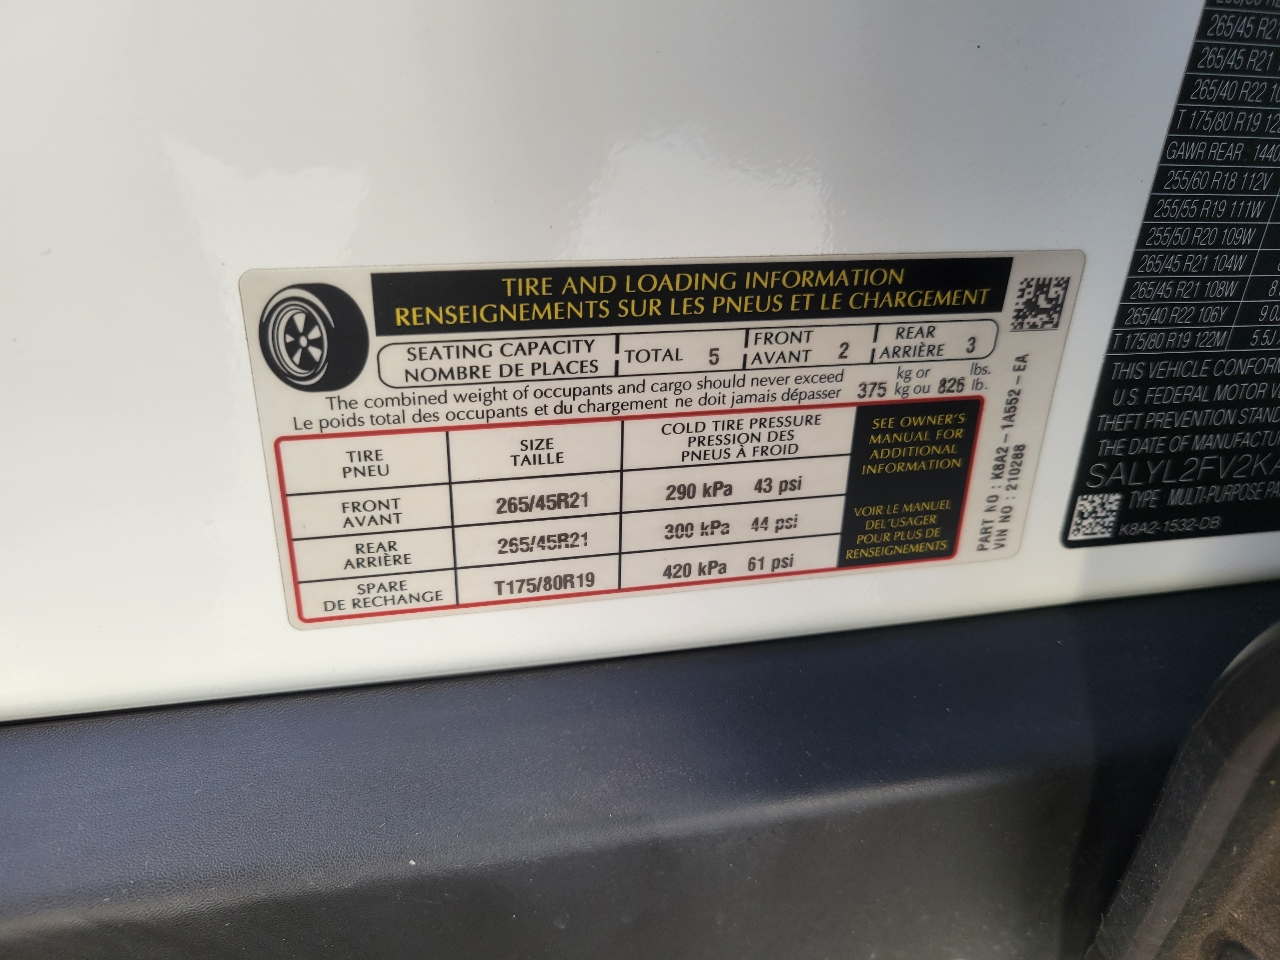 TIRE AND LOADING INFORMATION
RENSEIGNEMENTS SUR LES PNEUS ET LE CHARGEMENT
SEATING CAPACITY
NOMBRE DE PLACES
TOTAL 5
FRONT
AVANT 2
REAR
ARRIÈRE 3
The combined weight of occupants and cargo should never exceed
Le poids total des occupants et du chargement ne doit jamais dépasser
375 kg or
kg ou 826 lbs.
lb.
TIRE
PNEU
SIZE
TAILLE
COLD TIRE PRESSURE
PRESSION DES
PNEUS À FROID
FRONT
AVANT
265/45R21
290 kPa 43 psi
REAR
ARRIÈRE
265/45R21
300 kPa 44 psi
SPARE
DE RECHANGE
T175/80R19
420 kPa 61 psi
SEE OWNER'S
MANUAL FOR
ADDITIONAL
INFORMATION
VOIR LE MANUEL
DE L'USAGER
POUR PLUS DE
RENSEIGNEMENTS
PART NO : K8A2 - 1A552 - EA
VIN NO : 210288
265/45 R21
265/45 R21
265/40 R22
T 175/80 R19
GAWR REAR 1440
255/60 R18 112V
255/55 R19 111W
255/50 R20 109W
265/45 R21 104W
265/45 R21 108W 8
265/40 R22 106Y
T 175/80 R19 122M 5.5J
THIS VEHICLE CONFOR
U.S. FEDERAL MOTOR V
THEFT PREVENTION STAN
THE DATE OF MANUFACTU
SALYL2FV2KA
TYPE MULTI-PURPOSE PA
K8A2-1532-DB